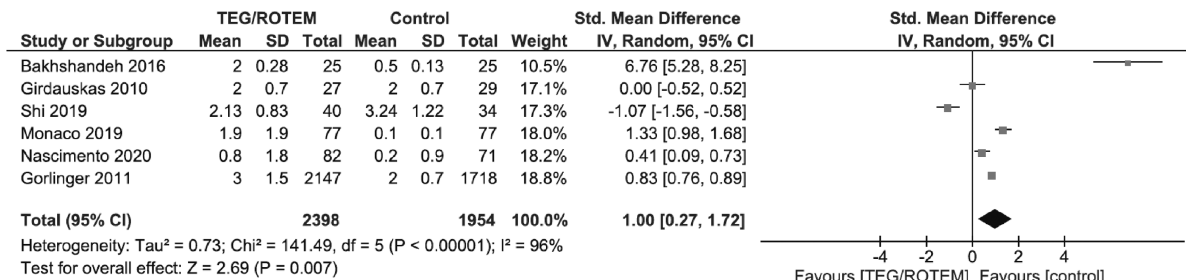 TEG/ROTEM Control Std. Mean Difference Std. Mean Difference
Study or Subgroup Mean SD Total Mean SD Total Weight IV, Random, 95% CI IV, Random, 95% CI
Bakhshandeh 2016 2 0.28 25 0.5 0.13 25 10.5% 6.76 [5.28, 8.25]
Girdauskas 2010 2 0.7 27 2 0.7 29 17.1% 0.00 [-0.52, 0.52]
Shi 2019 2.13 0.83 40 3.24 1.22 34 17.3% -1.07 [-1.56, -0.58]
Monaco 2019 1.9 1.9 77 0.1 0.1 77 18.0% 1.33 [0.98, 1.68]
Nascimento 2020 0.8 1.8 82 0.2 0.9 71 18.2% 0.41 [0.09, 0.73]
Gorlinger 2011 3 1.5 2147 2 0.7 1718 18.8% 0.83 [0.76, 0.89]
Total (95% CI) 2398 1954 100.0% 1.00 [0.27, 1.72]
Heterogeneity: Tau² = 0.73; Chi² = 141.49, df = 5 (P < 0.00001); I² = 96%
Test for overall effect: Z = 2.69 (P = 0.007)
-4 -2 0 2 4
Favours [TEG/ROTEM] Favours [control]